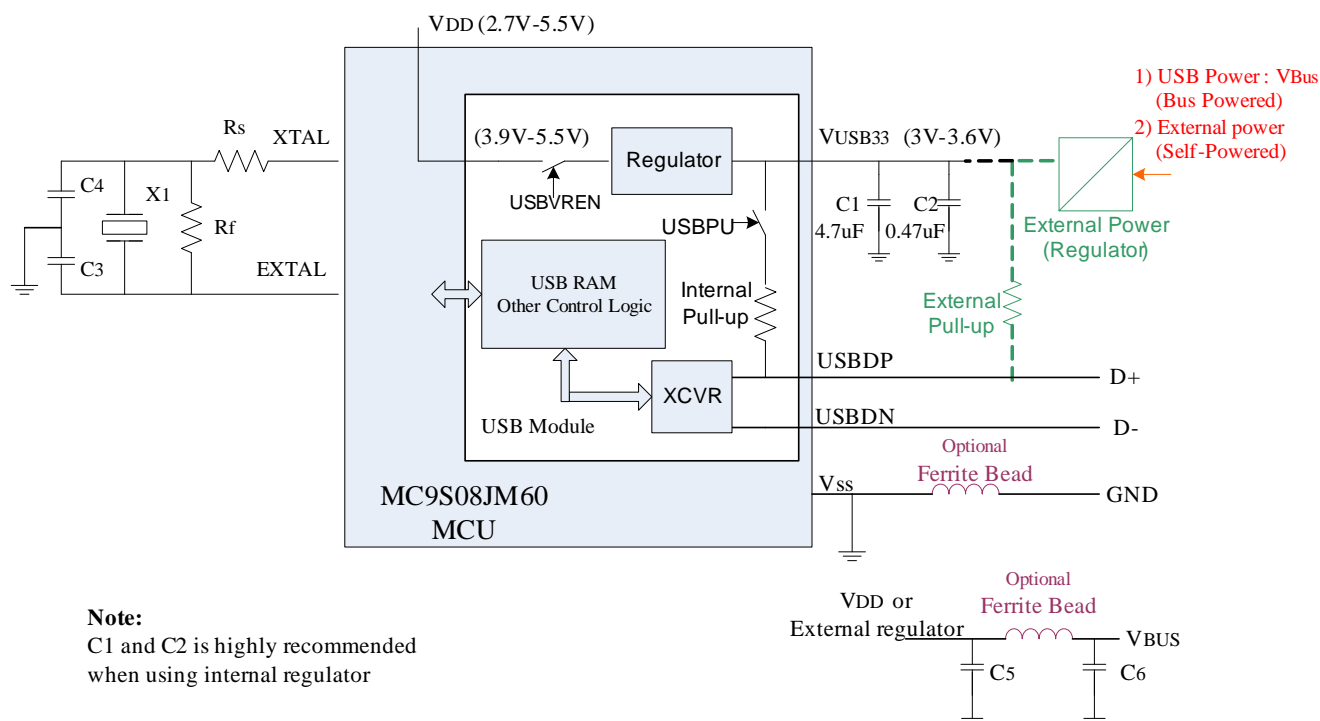 VDD (2.7V-5.5V)
1) USB Power : VBus
(Bus Powered)
2) External power
(Self-Powered)
Rs
XTAL
(3.9V-5.5V)
Regulator
VUSB33
(3V-3.6V)
C4
X1
Rf
C3
EXTAL
USBVREN
USBPU
C1
4.7uF
C2
0.47uF
External Power
(Regulator)
USB RAM
Other Control Logic
Internal
Pull-up
External
Pull-up
USBDP
D+
XCVR
USB Module
USBDN
D-
Optional
Ferrite Bead
Vss
GND
MC9S08JM60
MCU
Optional
Ferrite Bead
VDD or
External regulator
VBUS
C5
C6
Note:
C1 and C2 is highly recommended
when using internal regulator